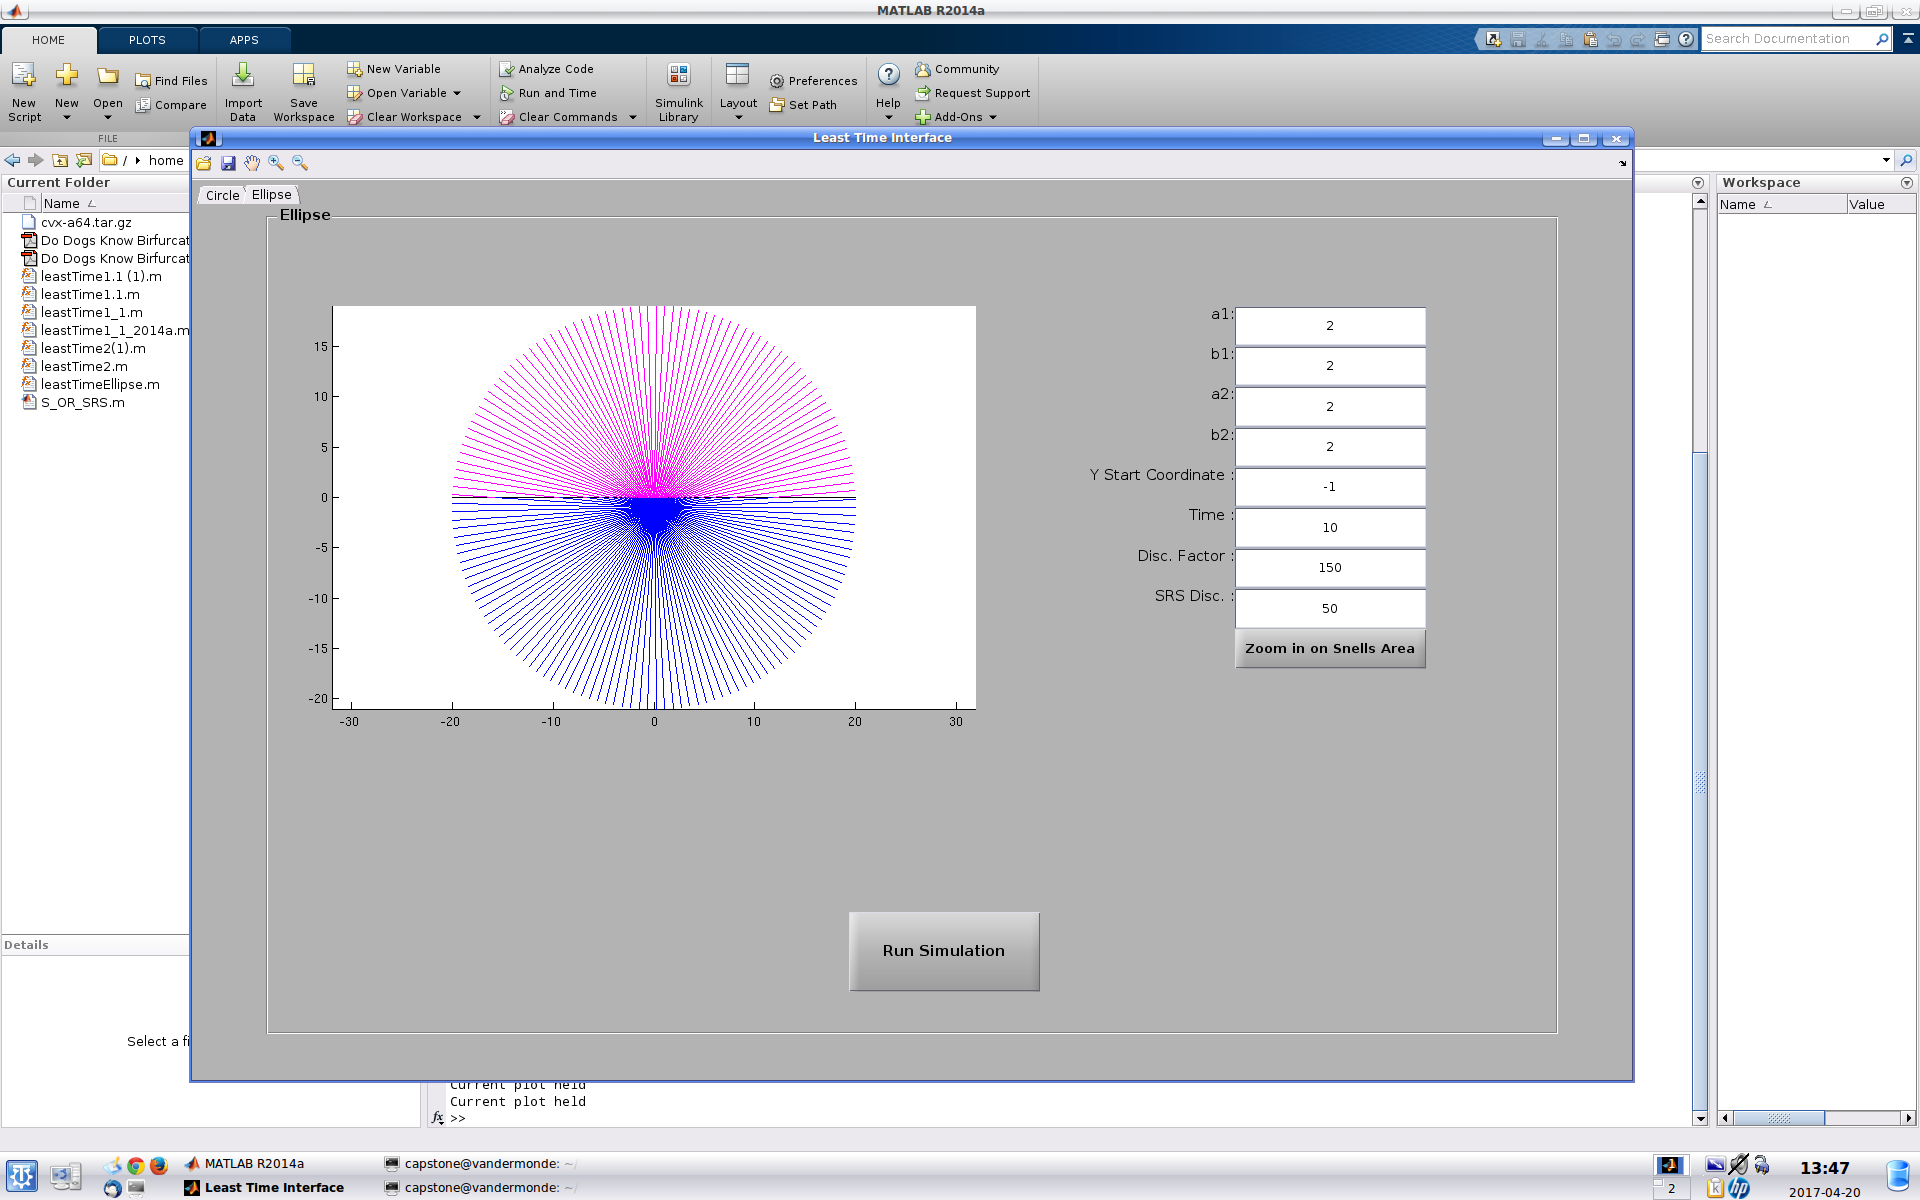 MATLAB R2014a
HOME PLOTS APPS
Search Documentation
New Script
New
Open
Find Files
Compare
Import Data
Save Workspace
New Variable
Open Variable
Clear Workspace
Analyze Code
Run and Time
Clear Commands
Simulink Library
Layout
Preferences
Set Path
Help
Community
Request Support
Add-Ons
FILE
Least Time Interface
/ home
Current Folder
Name
cvx-a64.tar.gz
Do Dogs Know Birfurcat
Do Dogs Know Birfurcat
leastTime1.1 (1).m
leastTime1.1.m
leastTime1_1.m
leastTime1_1_2014a.m
leastTime2(1).m
leastTime2.m
leastTimeEllipse.m
S_OR_SRS.m
Details
Select a fi
Circle Ellipse
Ellipse
15
10
5
0
-5
-10
-15
-20
-30 -20 -10 0 10 20 30
a1: 2
b1: 2
a2: 2
b2: 2
Y Start Coordinate : -1
Time : 10
Disc. Factor : 150
SRS Disc. : 50
Zoom in on Snells Area
Run Simulation
Workspace
Name Value
Current plot held
Current plot held
fx >>
MATLAB R2014a
capstone@vandermonde: ~
Least Time Interface
capstone@vandermonde: ~
2
hp
13:47
2017-04-20